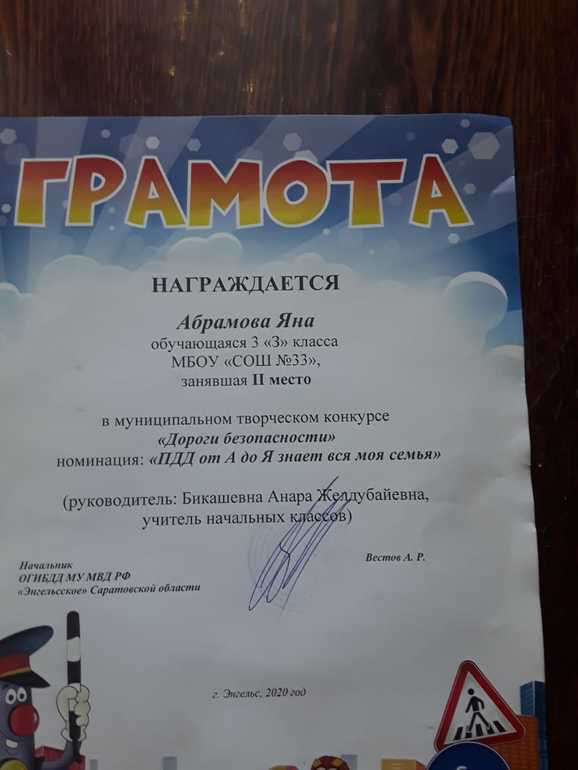 ГРАМОТА
НАГРАЖДАЕТСЯ
Абрамова Яна
обучающаяся 3 «З» класса
МБОУ «СОШ №33»,
занявшая II место
в муниципальном творческом конкурсе
«Дороги безопасности»
номинация: «ПДД от А до Я знает вся моя семья»
(руководитель: Бикашевна Анара Желдубайевна,
учитель начальных классов)
Начальник
ОГИБДД МУ МВД РФ
«Энгельсское» Саратовской области
Вестов А. Р.
г. Энгельс, 2020 год